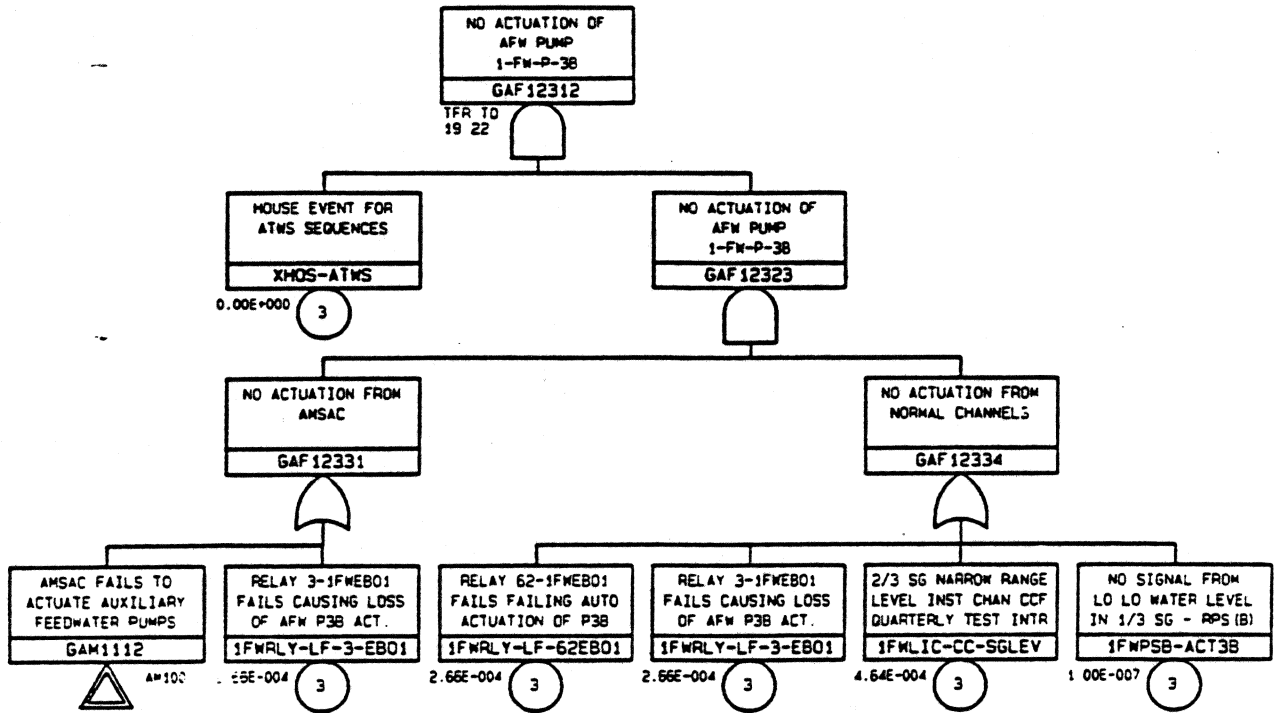 NO ACTUATION OF
AFW PUMP
1-FW-P-3B
GAF12312
TFR TO
19 22
HOUSE EVENT FOR
ATWS SEQUENCES
XHOS-ATWS
0.00E+000
3
NO ACTUATION OF
AFW PUMP
1-FW-P-3B
GAF12323
NO ACTUATION FROM
AMSAC
GAF12331
NO ACTUATION FROM
NORMAL CHANNELS
GAF12334
AMSAC FAILS TO
ACTUATE AUXILIARY
FEEDWATER PUMPS
GAM1112
AM100
RELAY 3-1FWEB01
FAILS CAUSING LOSS
OF AFW P3B ACT.
1FWRLY-LF-3-EB01
3
RELAY 62-1FWEB01
FAILS FAILING AUTO
ACTUATION OF P3B
1FWRLY-LF-62EB01
2.66E-004
3
RELAY 3-1FWEB01
FAILS CAUSING LOSS
OF AFW P3B ACT.
1FWRLY-LF-3-EB01
2.66E-004
3
2/3 SG NARROW RANGE
LEVEL INST CHAN CCF
QUARTERLY TEST INTR
1FWLIC-CC-SGLEV
4.64E-004
3
NO SIGNAL FROM
LO LO WATER LEVEL
IN 1/3 SG - RPS(B)
1FWPSB-ACT3B
1 00E-007
3